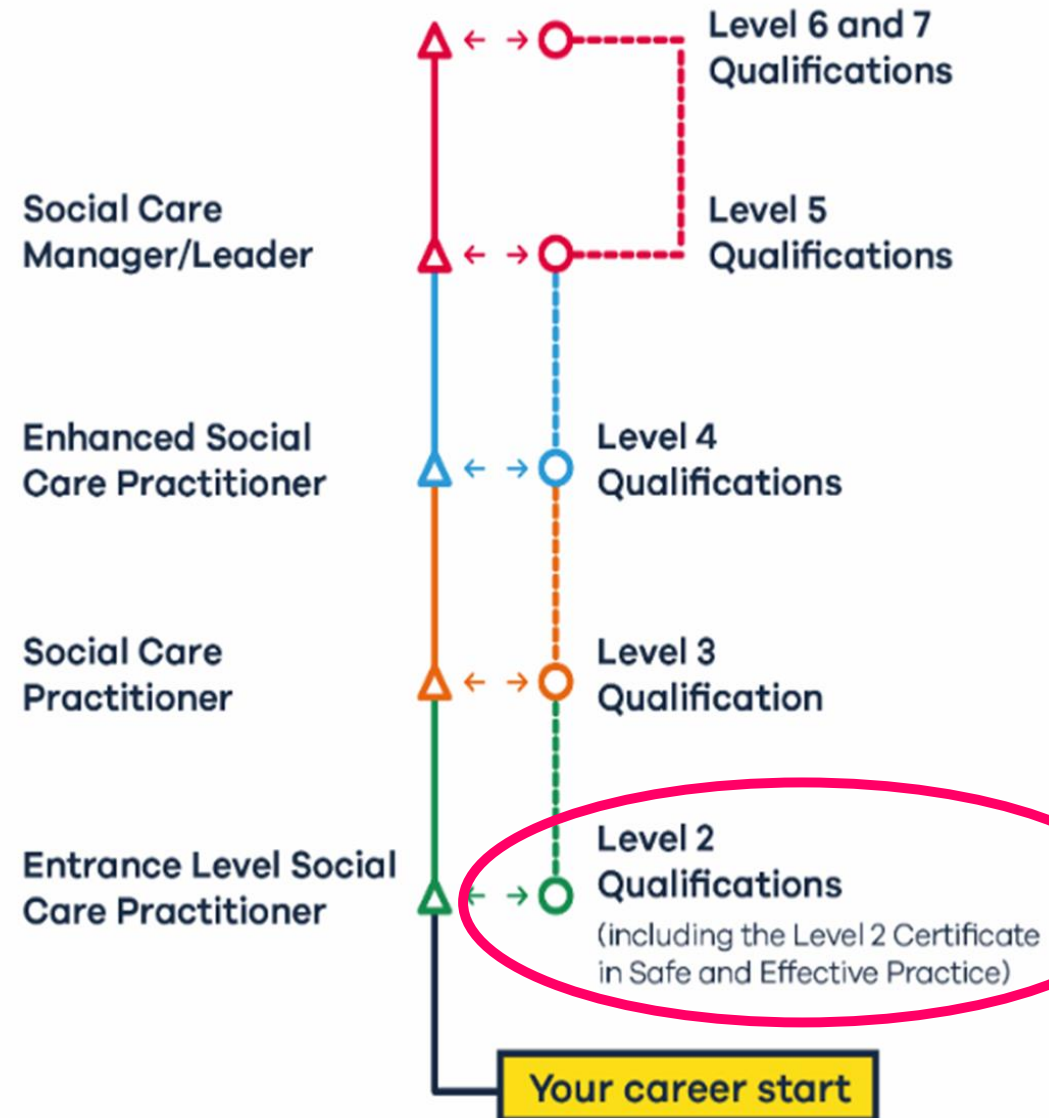 Level 6 and 7
Qualifications
Social Care
Manager/Leader
Level 5
Qualifications
Enhanced Social
Care Practitioner
Level 4
Qualifications
Social Care
Practitioner
Level 3
Qualification
Entrance Level Social
Care Practitioner
Level 2
Qualifications
(including the Level 2 Certificate
in Safe and Effective Practice)
Your career start